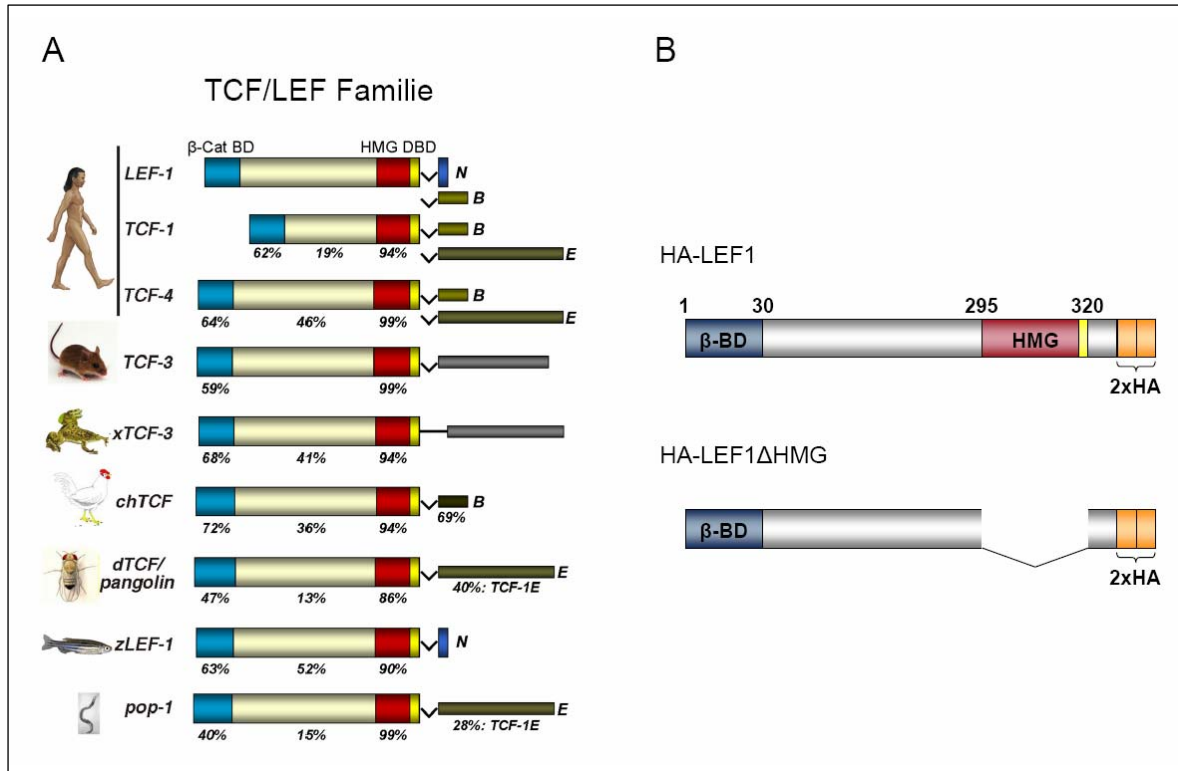 A
TCF/LEF Familie
β-Cat BD HMG DBD
LEF-1 N
B
TCF-1 B
62% 19% 94% E
TCF-4 B
64% 46% 99% E
TCF-3
59% 99%
xTCF-3
68% 41% 94%
chTCF B
72% 36% 94% 69%
dTCF/
pangolin E
47% 13% 86% 40%: TCF-1E
zLEF-1 N
63% 52% 90%
pop-1 E
40% 15% 99% 28%: TCF-1E
B
HA-LEF1
1 30 295 320
β-BD HMG
2xHA
HA-LEF1ΔHMG
β-BD
2xHA